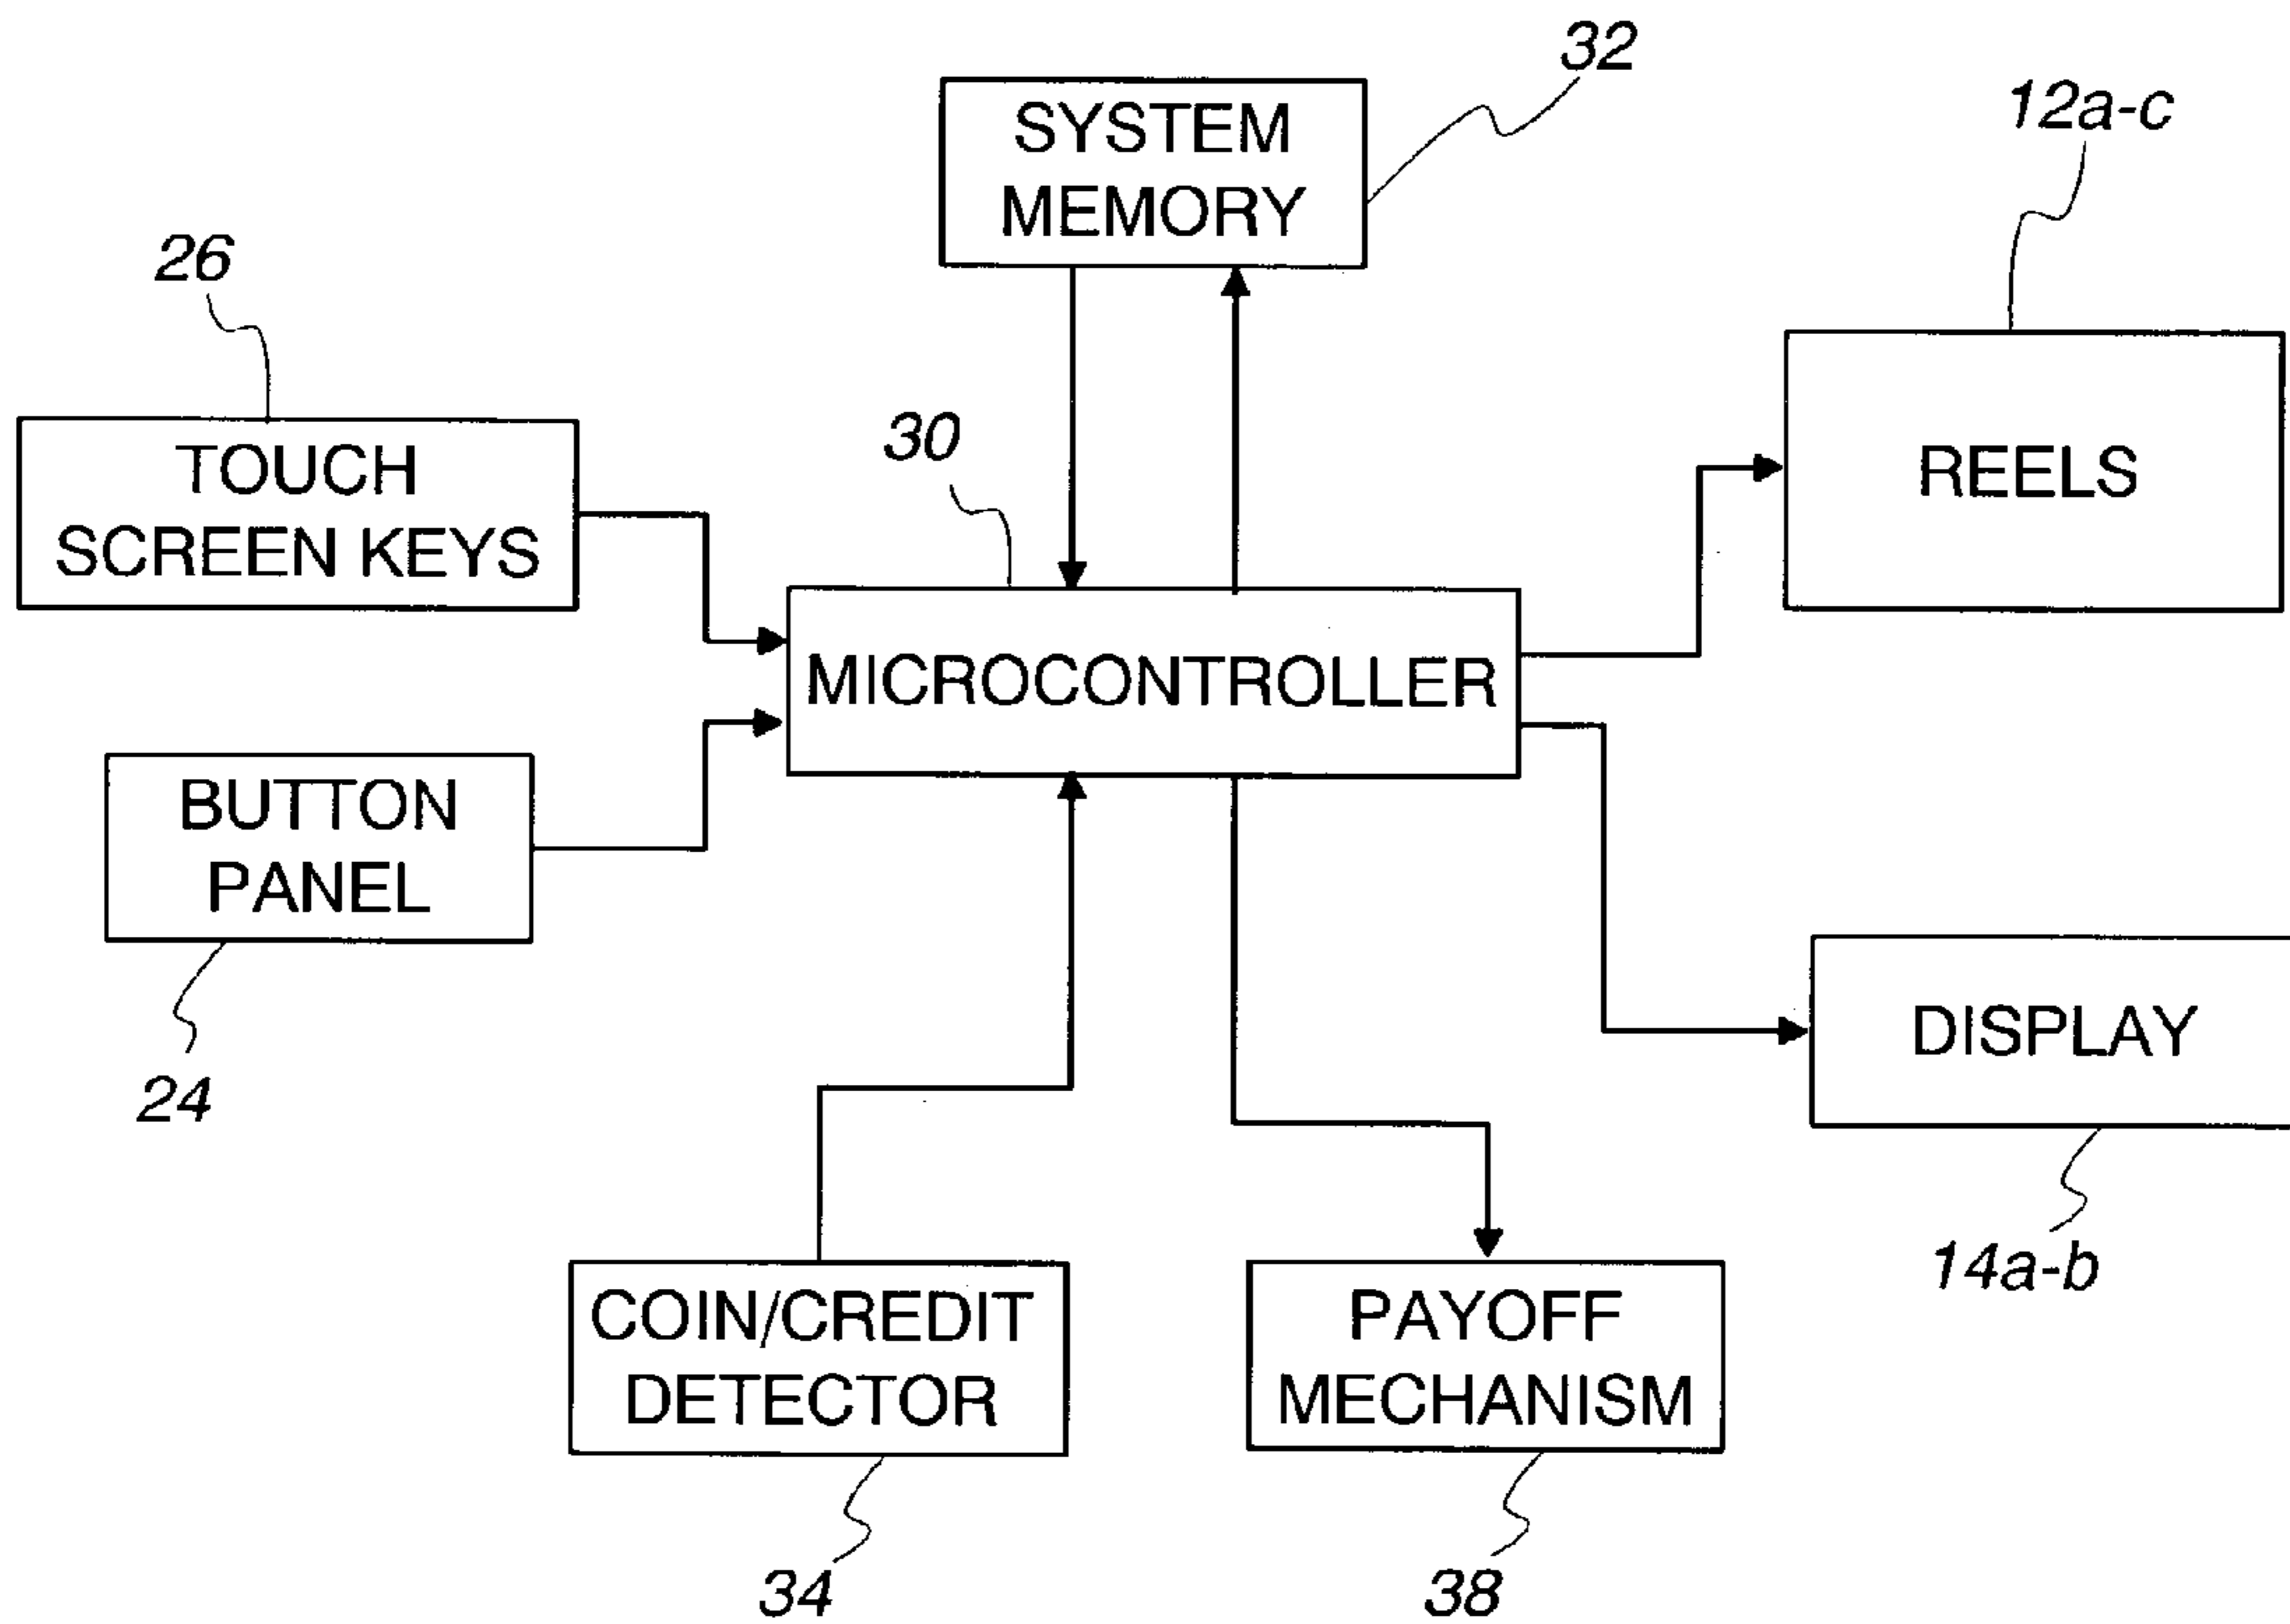 32
SYSTEM
MEMORY
12a-c
26
TOUCH
SCREEN KEYS
30
REELS
MICROCONTROLLER
BUTTON
PANEL
24
DISPLAY
14a-b
COIN/CREDIT
DETECTOR
34
PAYOFF
MECHANISM
38